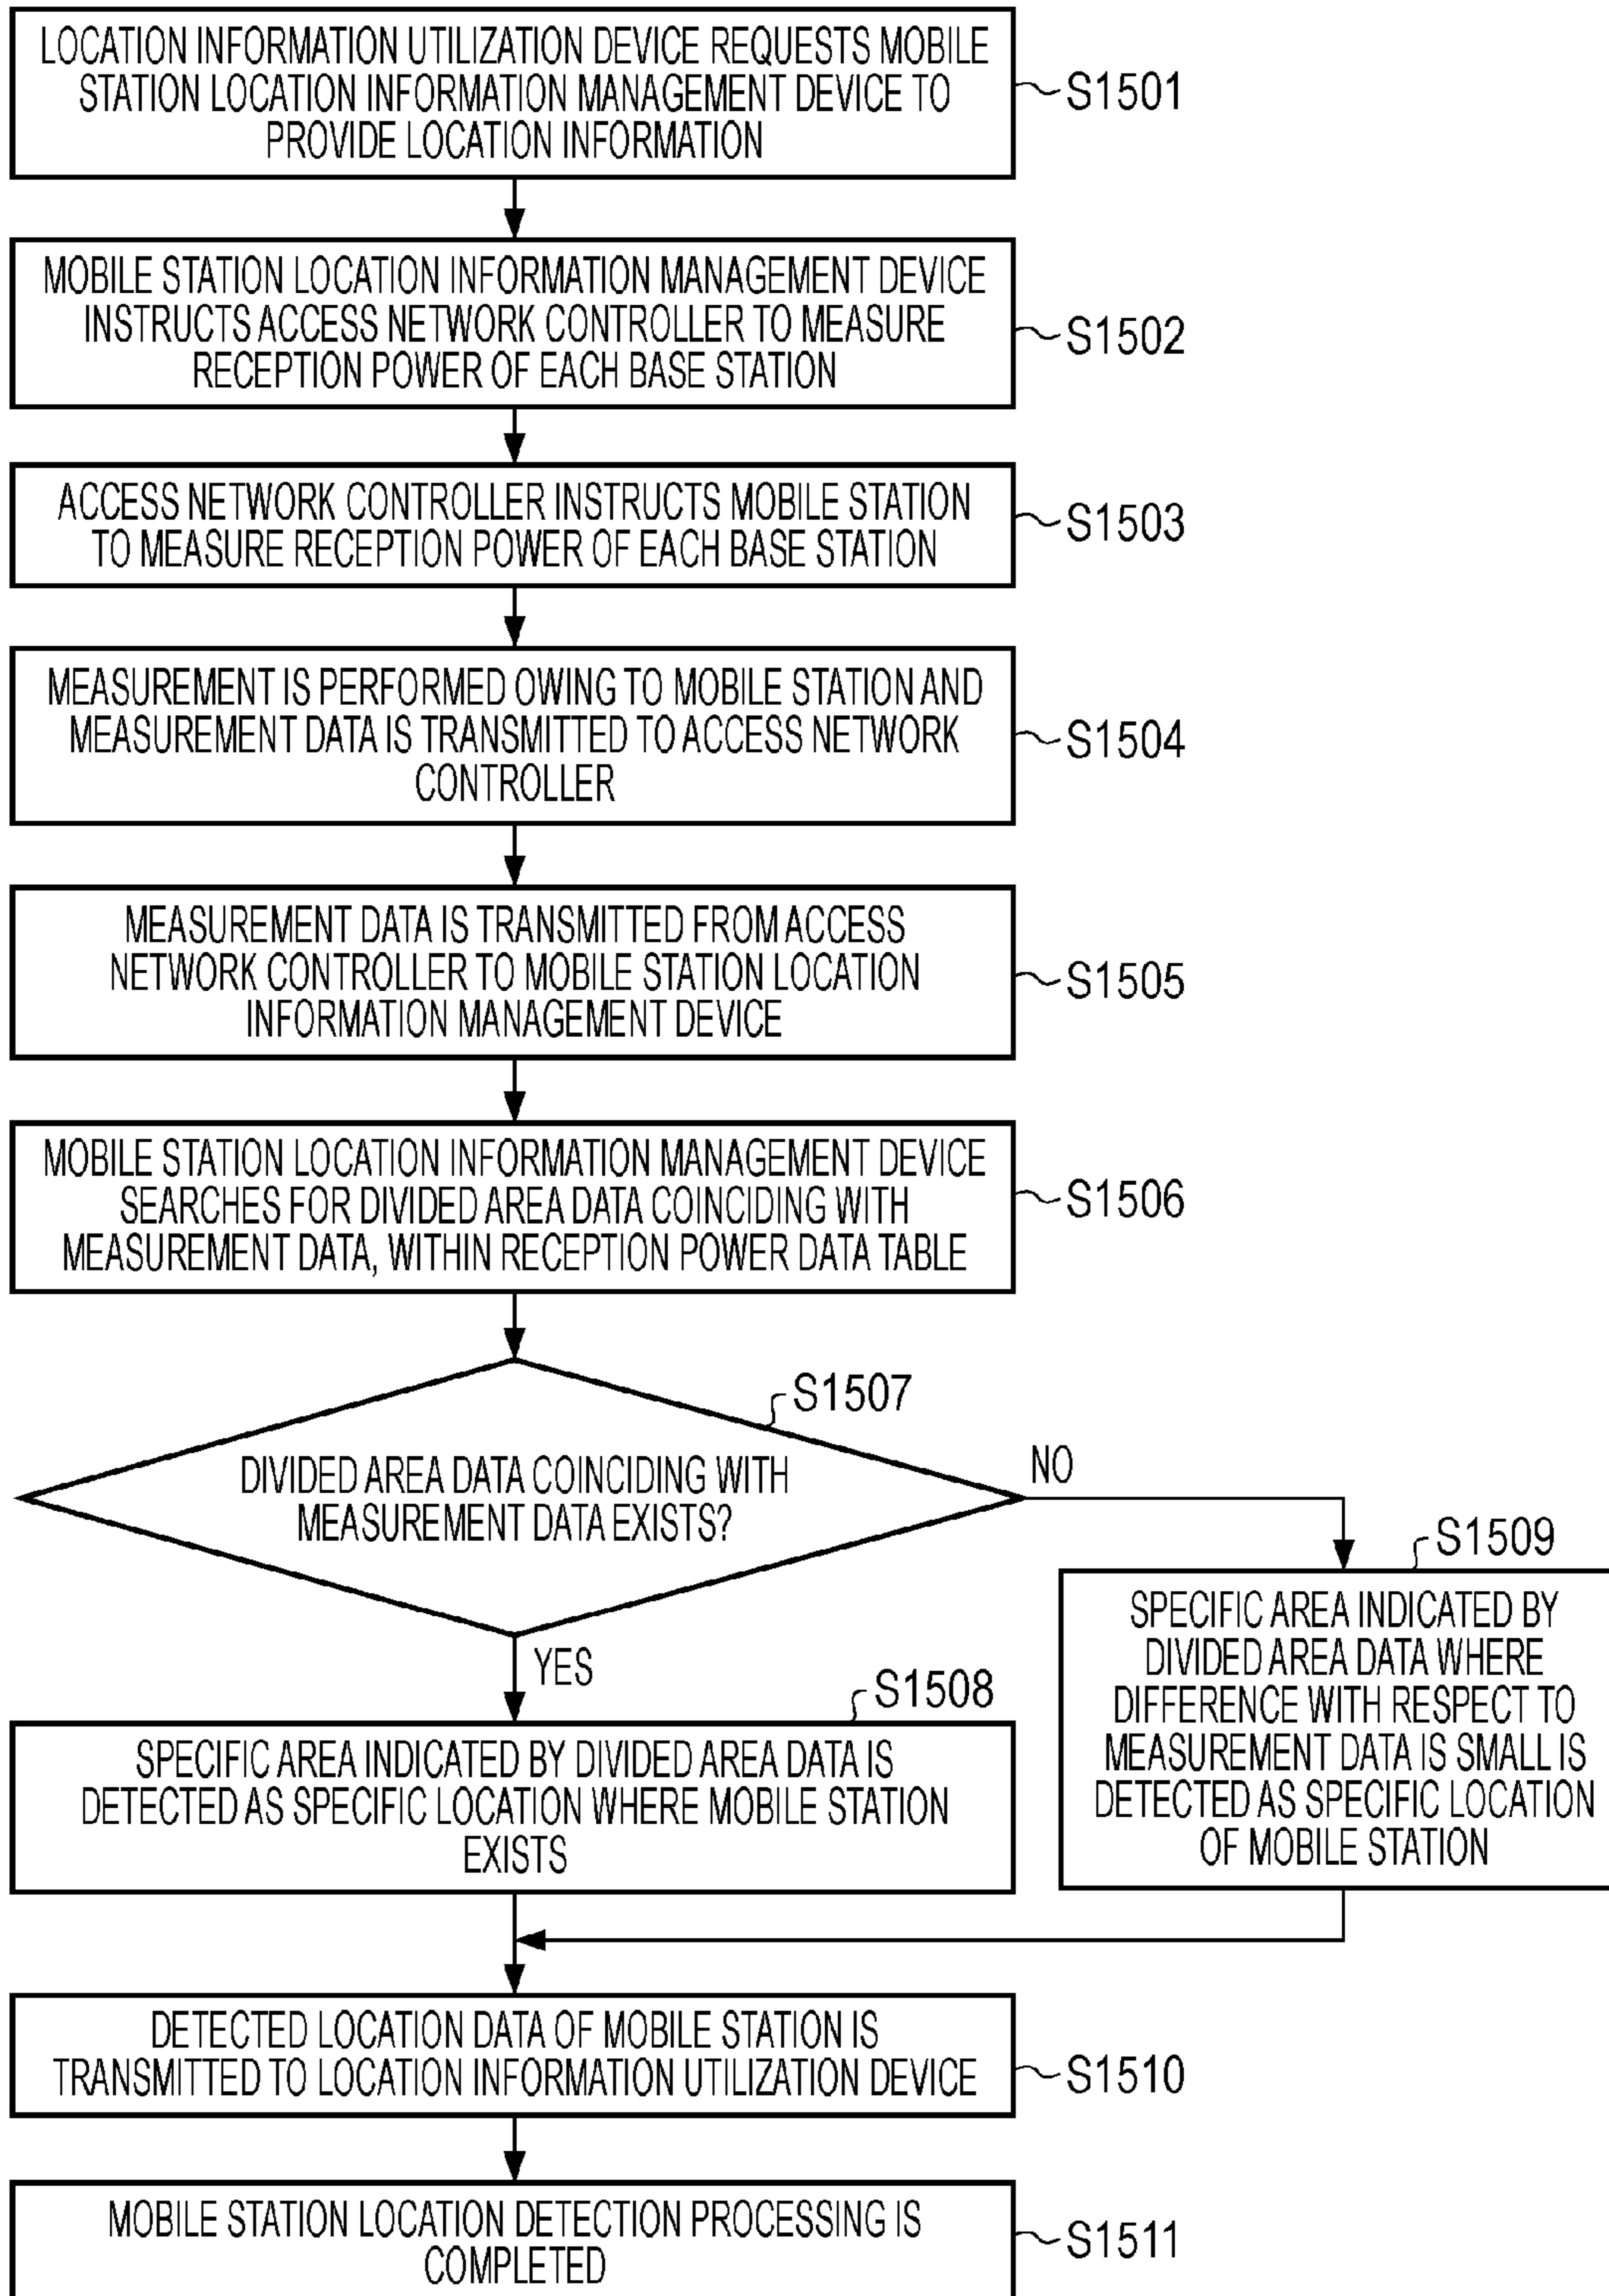 LOCATION INFORMATION UTILIZATION DEVICE REQUESTS MOBILE
STATION LOCATION INFORMATION MANAGEMENT DEVICE TO
PROVIDE LOCATION INFORMATION
S1501
MOBILE STATION LOCATION INFORMATION MANAGEMENT DEVICE
INSTRUCTS ACCESS NETWORK CONTROLLER TO MEASURE
RECEPTION POWER OF EACH BASE STATION
S1502
ACCESS NETWORK CONTROLLER INSTRUCTS MOBILE STATION
TO MEASURE RECEPTION POWER OF EACH BASE STATION
S1503
MEASUREMENT IS PERFORMED OWING TO MOBILE STATION AND
MEASUREMENT DATA IS TRANSMITTED TO ACCESS NETWORK
CONTROLLER
S1504
MEASUREMENT DATA IS TRANSMITTED FROM ACCESS
NETWORK CONTROLLER TO MOBILE STATION LOCATION
INFORMATION MANAGEMENT DEVICE
S1505
MOBILE STATION LOCATION INFORMATION MANAGEMENT DEVICE
SEARCHES FOR DIVIDED AREA DATA COINCIDING WITH
MEASUREMENT DATA, WITHIN RECEPTION POWER DATA TABLE
S1506
S1507
DIVIDED AREA DATA COINCIDING WITH
MEASUREMENT DATA EXISTS?
NO
YES
S1509
SPECIFIC AREA INDICATED BY
DIVIDED AREA DATA WHERE
DIFFERENCE WITH RESPECT TO
MEASUREMENT DATA IS SMALL IS
DETECTED AS SPECIFIC LOCATION
OF MOBILE STATION
S1508
SPECIFIC AREA INDICATED BY DIVIDED AREA DATA IS
DETECTED AS SPECIFIC LOCATION WHERE MOBILE STATION
EXISTS
DETECTED LOCATION DATA OF MOBILE STATION IS
TRANSMITTED TO LOCATION INFORMATION UTILIZATION DEVICE
S1510
MOBILE STATION LOCATION DETECTION PROCESSING IS
COMPLETED
S1511